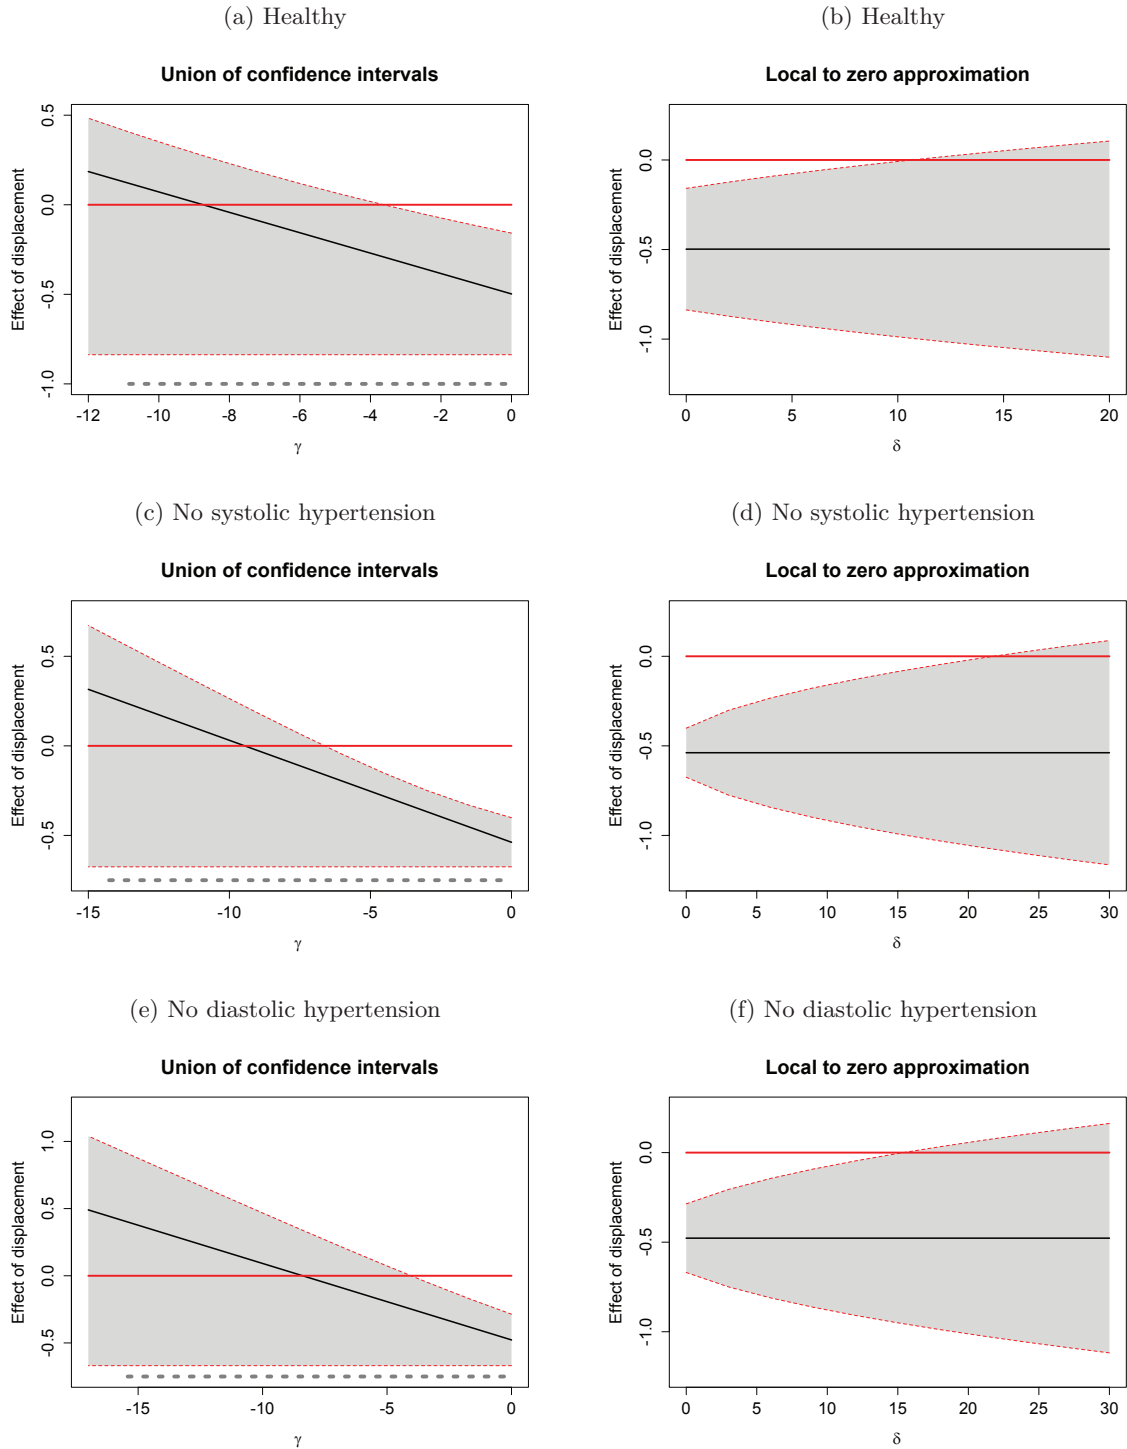 (a) Healthy
Union of confidence intervals
Effect of displacement
0.5
0.0
-0.5
-1.0
-12 -10 -8 -6 -4 -2 0
γ
(b) Healthy
Local to zero approximation
Effect of displacement
0.0
-0.5
-1.0
0 5 10 15 20
δ
(c) No systolic hypertension
Union of confidence intervals
Effect of displacement
0.5
0.0
-0.5
-15 -10 -5 0
γ
(d) No systolic hypertension
Local to zero approximation
Effect of displacement
0.0
-0.5
-1.0
0 5 10 15 20 25 30
δ
(e) No diastolic hypertension
Union of confidence intervals
Effect of displacement
1.0
0.5
0.0
-0.5
-15 -10 -5 0
γ
(f) No diastolic hypertension
Local to zero approximation
Effect of displacement
0.0
-0.5
-1.0
0 5 10 15 20 25 30
δ